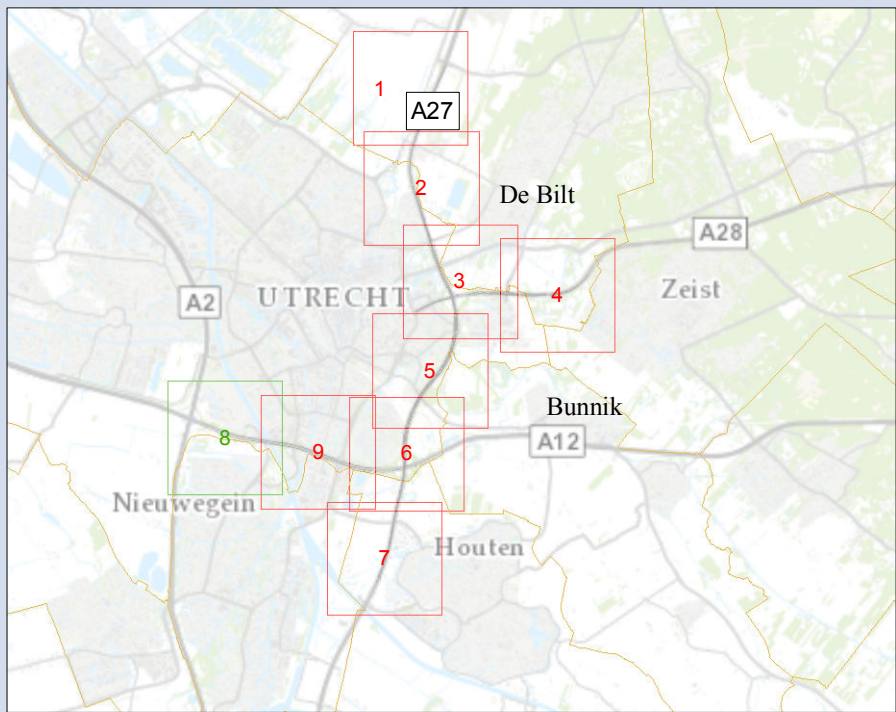 1
A27
2
De Bilt
A28
3
4
Zeist
A2
UTRECHT
5
Bunnik
8
9
6
A12
Nieuwegein
7
Houten